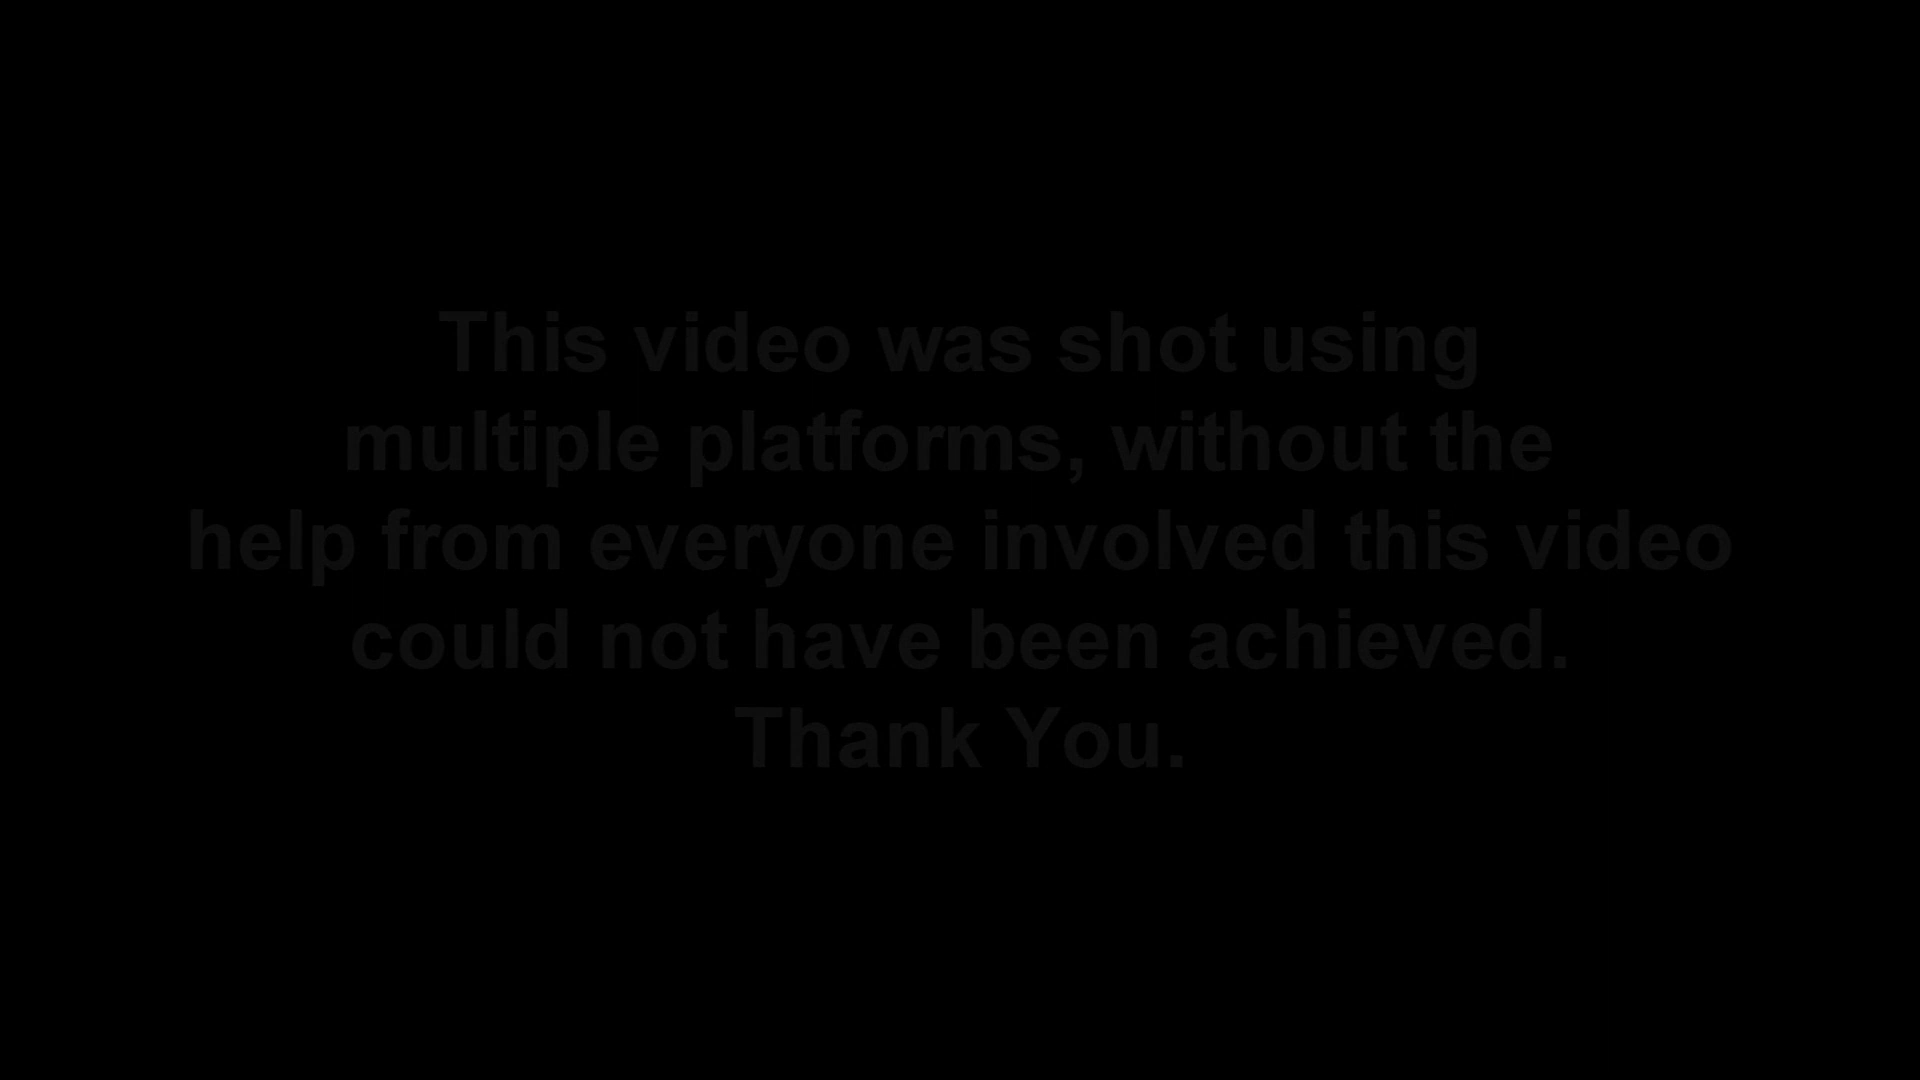 This video was shot using
multiple platforms, without the
help from everyone involved this video
could not have been achieved.
Thank You.